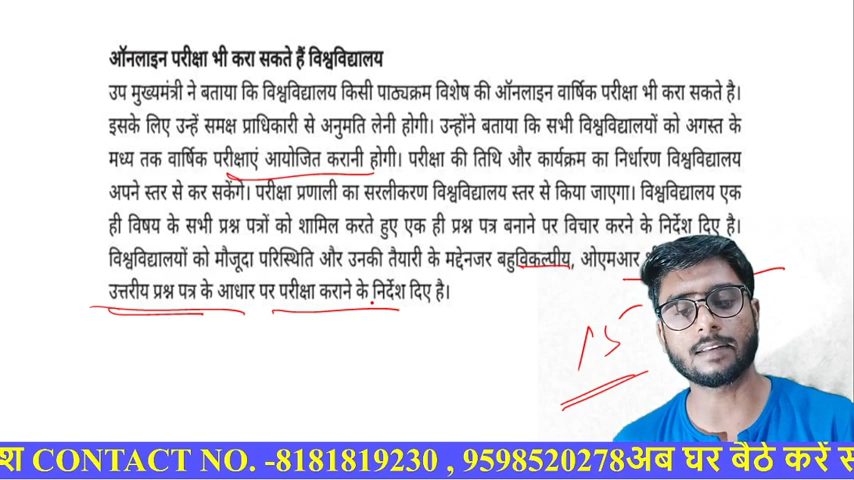 ऑनलाइन परीक्षा भी करा सकते हैं विश्वविद्यालय
उप मुख्यमंत्री ने बताया कि विश्वविद्यालय किसी पाठ्यक्रम विशेष की ऑनलाइन वार्षिक परीक्षा भी करा सकते है।
इसके लिए उन्हें समक्ष प्राधिकारी से अनुमति लेनी होगी। उन्होंने बताया कि सभी विश्वविद्यालयों को अगस्त के
मध्य तक वार्षिक परीक्षाएं आयोजित करानी होगी। परीक्षा की तिथि और कार्यक्रम का निर्धारण विश्वविद्यालय
अपने स्तर से कर सकेंगे। परीक्षा प्रणाली का सरलीकरण विश्वविद्यालय स्तर से किया जाएगा। विश्वविद्यालय एक
ही विषय के सभी प्रश्न पत्रों को शामिल करते हुए एक ही प्रश्न पत्र बनाने पर विचार करने के निर्देश दिए है।
विश्वविद्यालयों को मौजूदा परिस्थिति और उनकी तैयारी के मद्देनजर बहुविकल्पीय, ओएमआर
उत्तरीय प्रश्न पत्र के आधार पर परीक्षा कराने के निर्देश दिए है।
श CONTACT NO. -8181819230 , 9598520278अब घर बैठे करें स